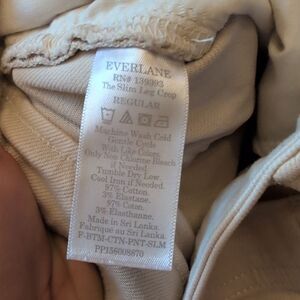 EVERLANE
RN# 139393
The Slim Leg Crop
REGULAR
Machine Wash Cold
Gentle Cycle
With Like Colors.
Only Non Chlorine Bleach
if Needed.
Tumble Dry Low.
Cool Iron if Needed.
97% Cotton.
3% Elastane.
97% Coton.
3% Elasthanne.
Made in Sri Lanka.
Fabriqué au Sri Lanka.
F-BTM-CTN-PNT-SLM
PP156008670